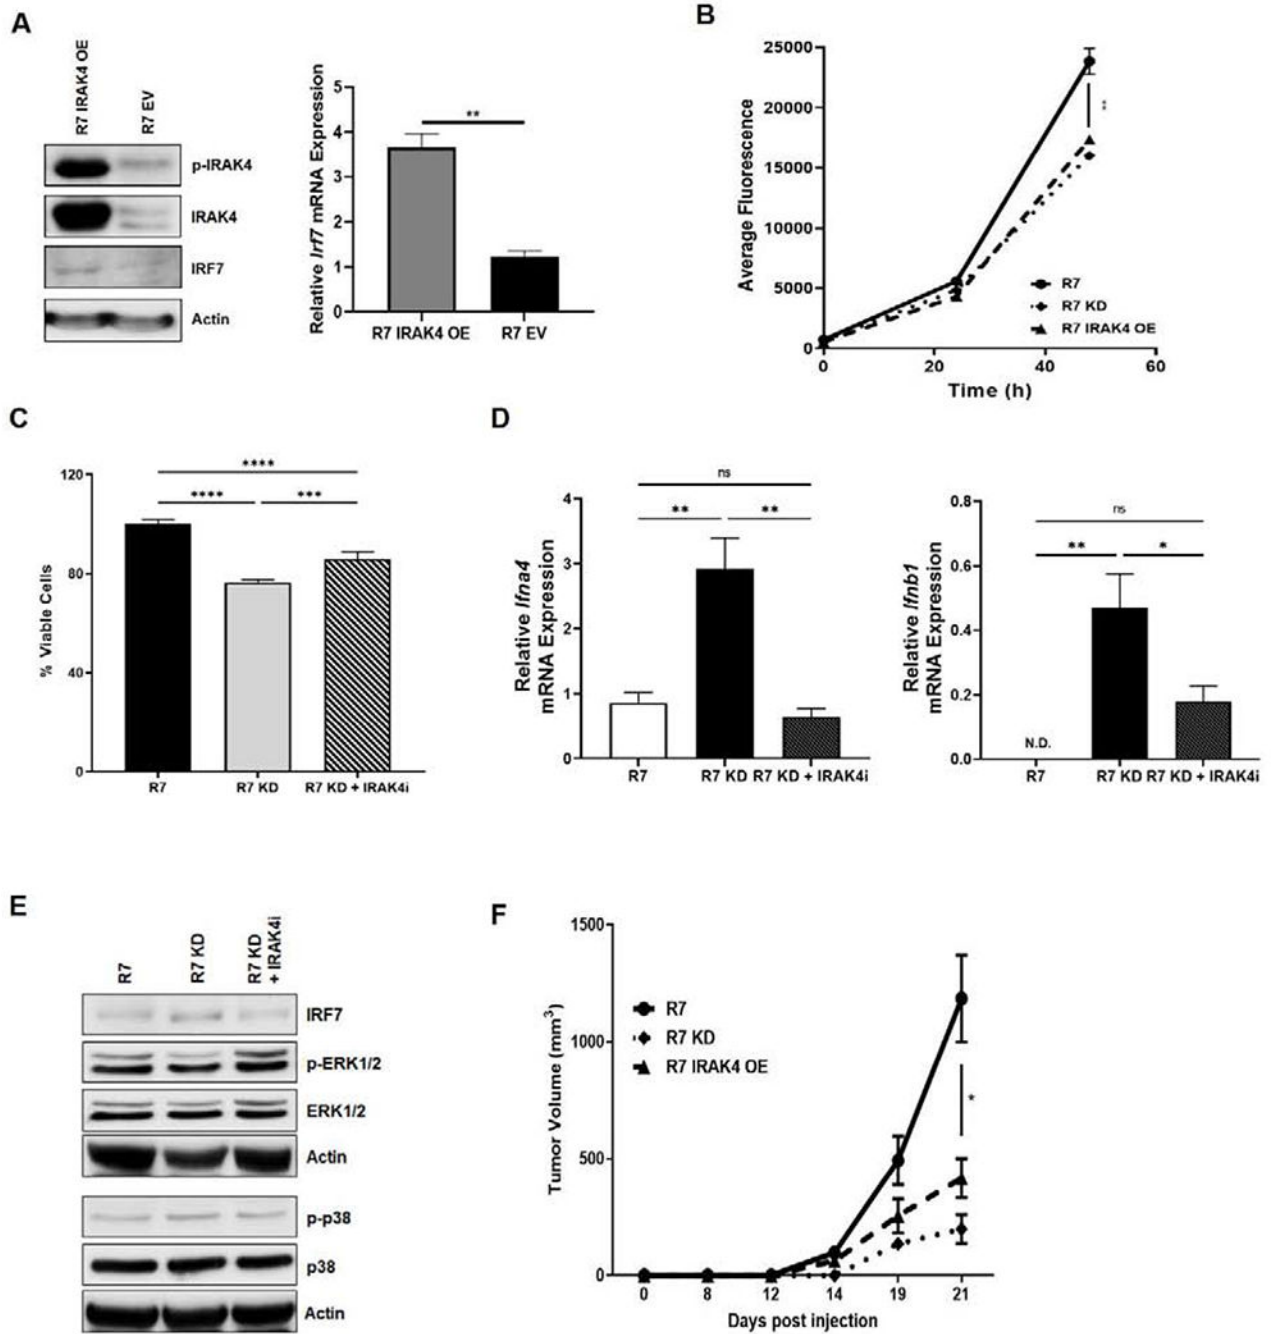 A
R7 IRAK4 OE
R7 EV
p-IRAK4
IRAK4
IRF7
Actin
Relative Irf7 mRNA Expression
5
4
3
2
1
0
**
R7 IRAK4 OE R7 EV
B
Average Fluorescence
25000
20000
15000
10000
5000
0
**
R7
R7 KD
R7 IRAK4 OE
0 20 40 60
Time (h)
C
% Viable Cells
120
80
40
0
****
**** ***
R7 R7 KD R7 KD + IRAK4i
D
Relative Ifna4
mRNA Expression
4
3
2
1
0
ns
** **
R7 R7 KD R7 KD + IRAK4i
Relative Ifnb1
mRNA Expression
0.8
0.6
0.4
0.2
0.0
ns
** *
N.D.
R7 R7 KD R7 KD + IRAK4i
E
R7
R7 KD
R7 KD
+ IRAK4i
IRF7
p-ERK1/2
ERK1/2
Actin
p-p38
p38
Actin
F
Tumor Volume (mm³)
1500
1000
500
0
R7
R7 KD
R7 IRAK4 OE
*
0 8 12 14 19 21
Days post injection